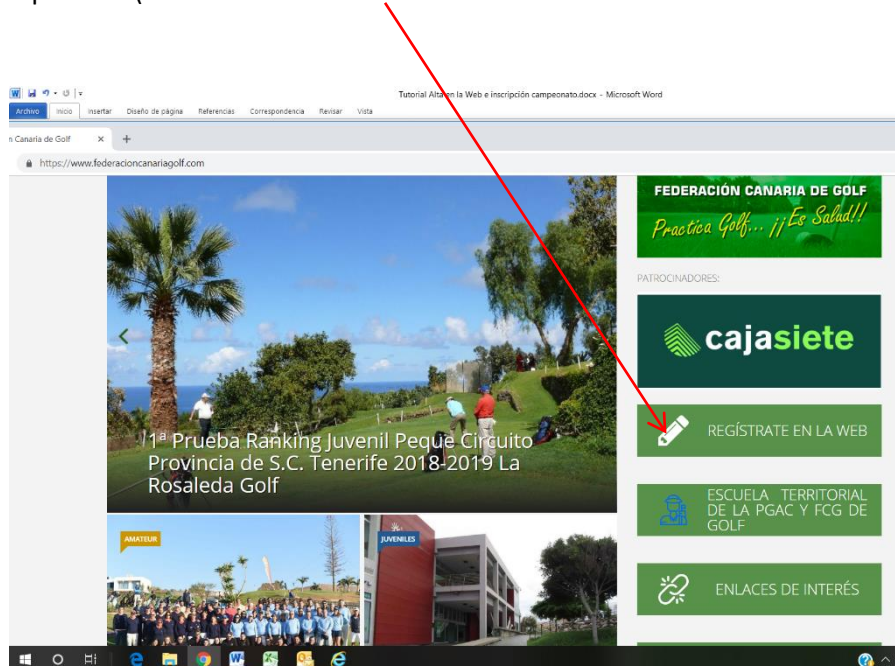 Tutorial Alta en la Web e inscripción campeonato.docx - Microsoft Word
Archivo Inicio Insertar Diseño de página Referencias Correspondencia Revisar Vista
n Canaria de Golf
https://www.federacioncanariagolf.com
FEDERACIÓN CANARIA DE GOLF
Practica Golf... ¡¡Es Salud!!
PATROCINADORES:
cajasiete
1ª Prueba Ranking Juvenil Peque Circuito
Provincia de S.C. Tenerife 2018-2019 La
Rosaleda Golf
REGÍSTRATE EN LA WEB
ESCUELA TERRITORIAL
DE LA PGAC Y FCG DE
GOLF
AMATEUR
JUVENILES
ENLACES DE INTERÉS